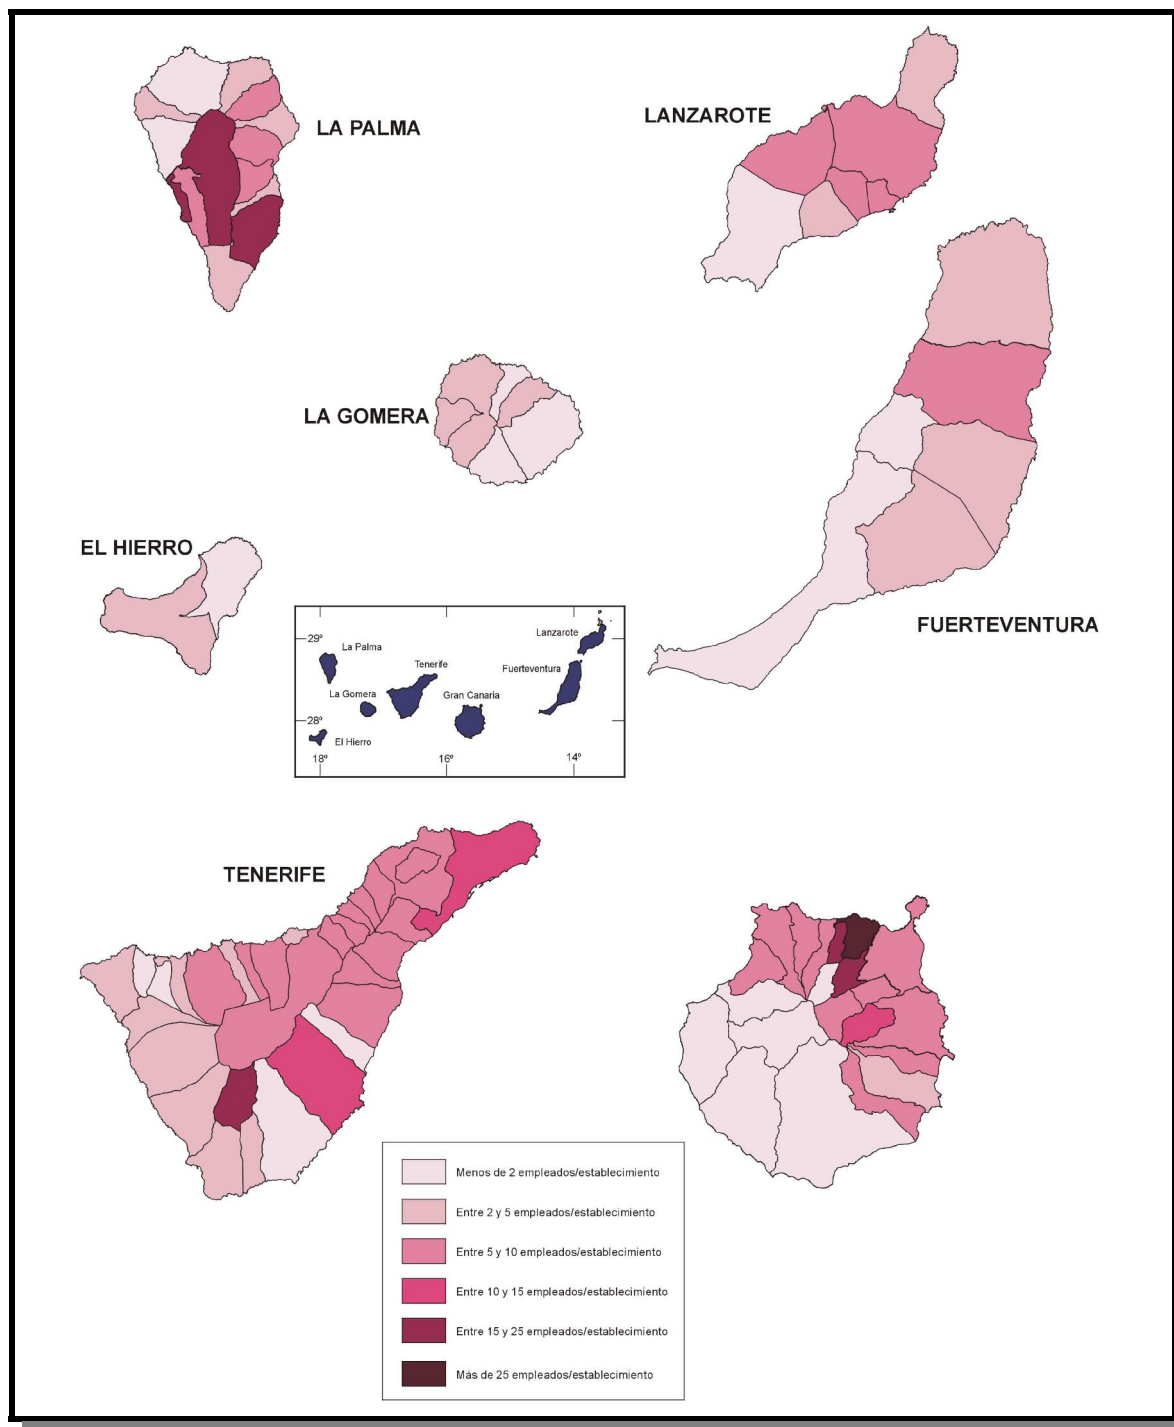 LA PALMA
LANZAROTE
LA GOMERA
EL HIERRO
FUERTEVENTURA
29º
28º
18º
16º
14º
La Palma
La Gomera
El Hierro
Tenerife
Gran Canaria
Fuerteventura
Lanzarote
TENERIFE
Menos de 2 empleados/establecimiento
Entre 2 y 5 empleados/establecimiento
Entre 5 y 10 empleados/establecimiento
Entre 10 y 15 empleados/establecimiento
Entre 15 y 25 empleados/establecimiento
Más de 25 empleados/establecimiento